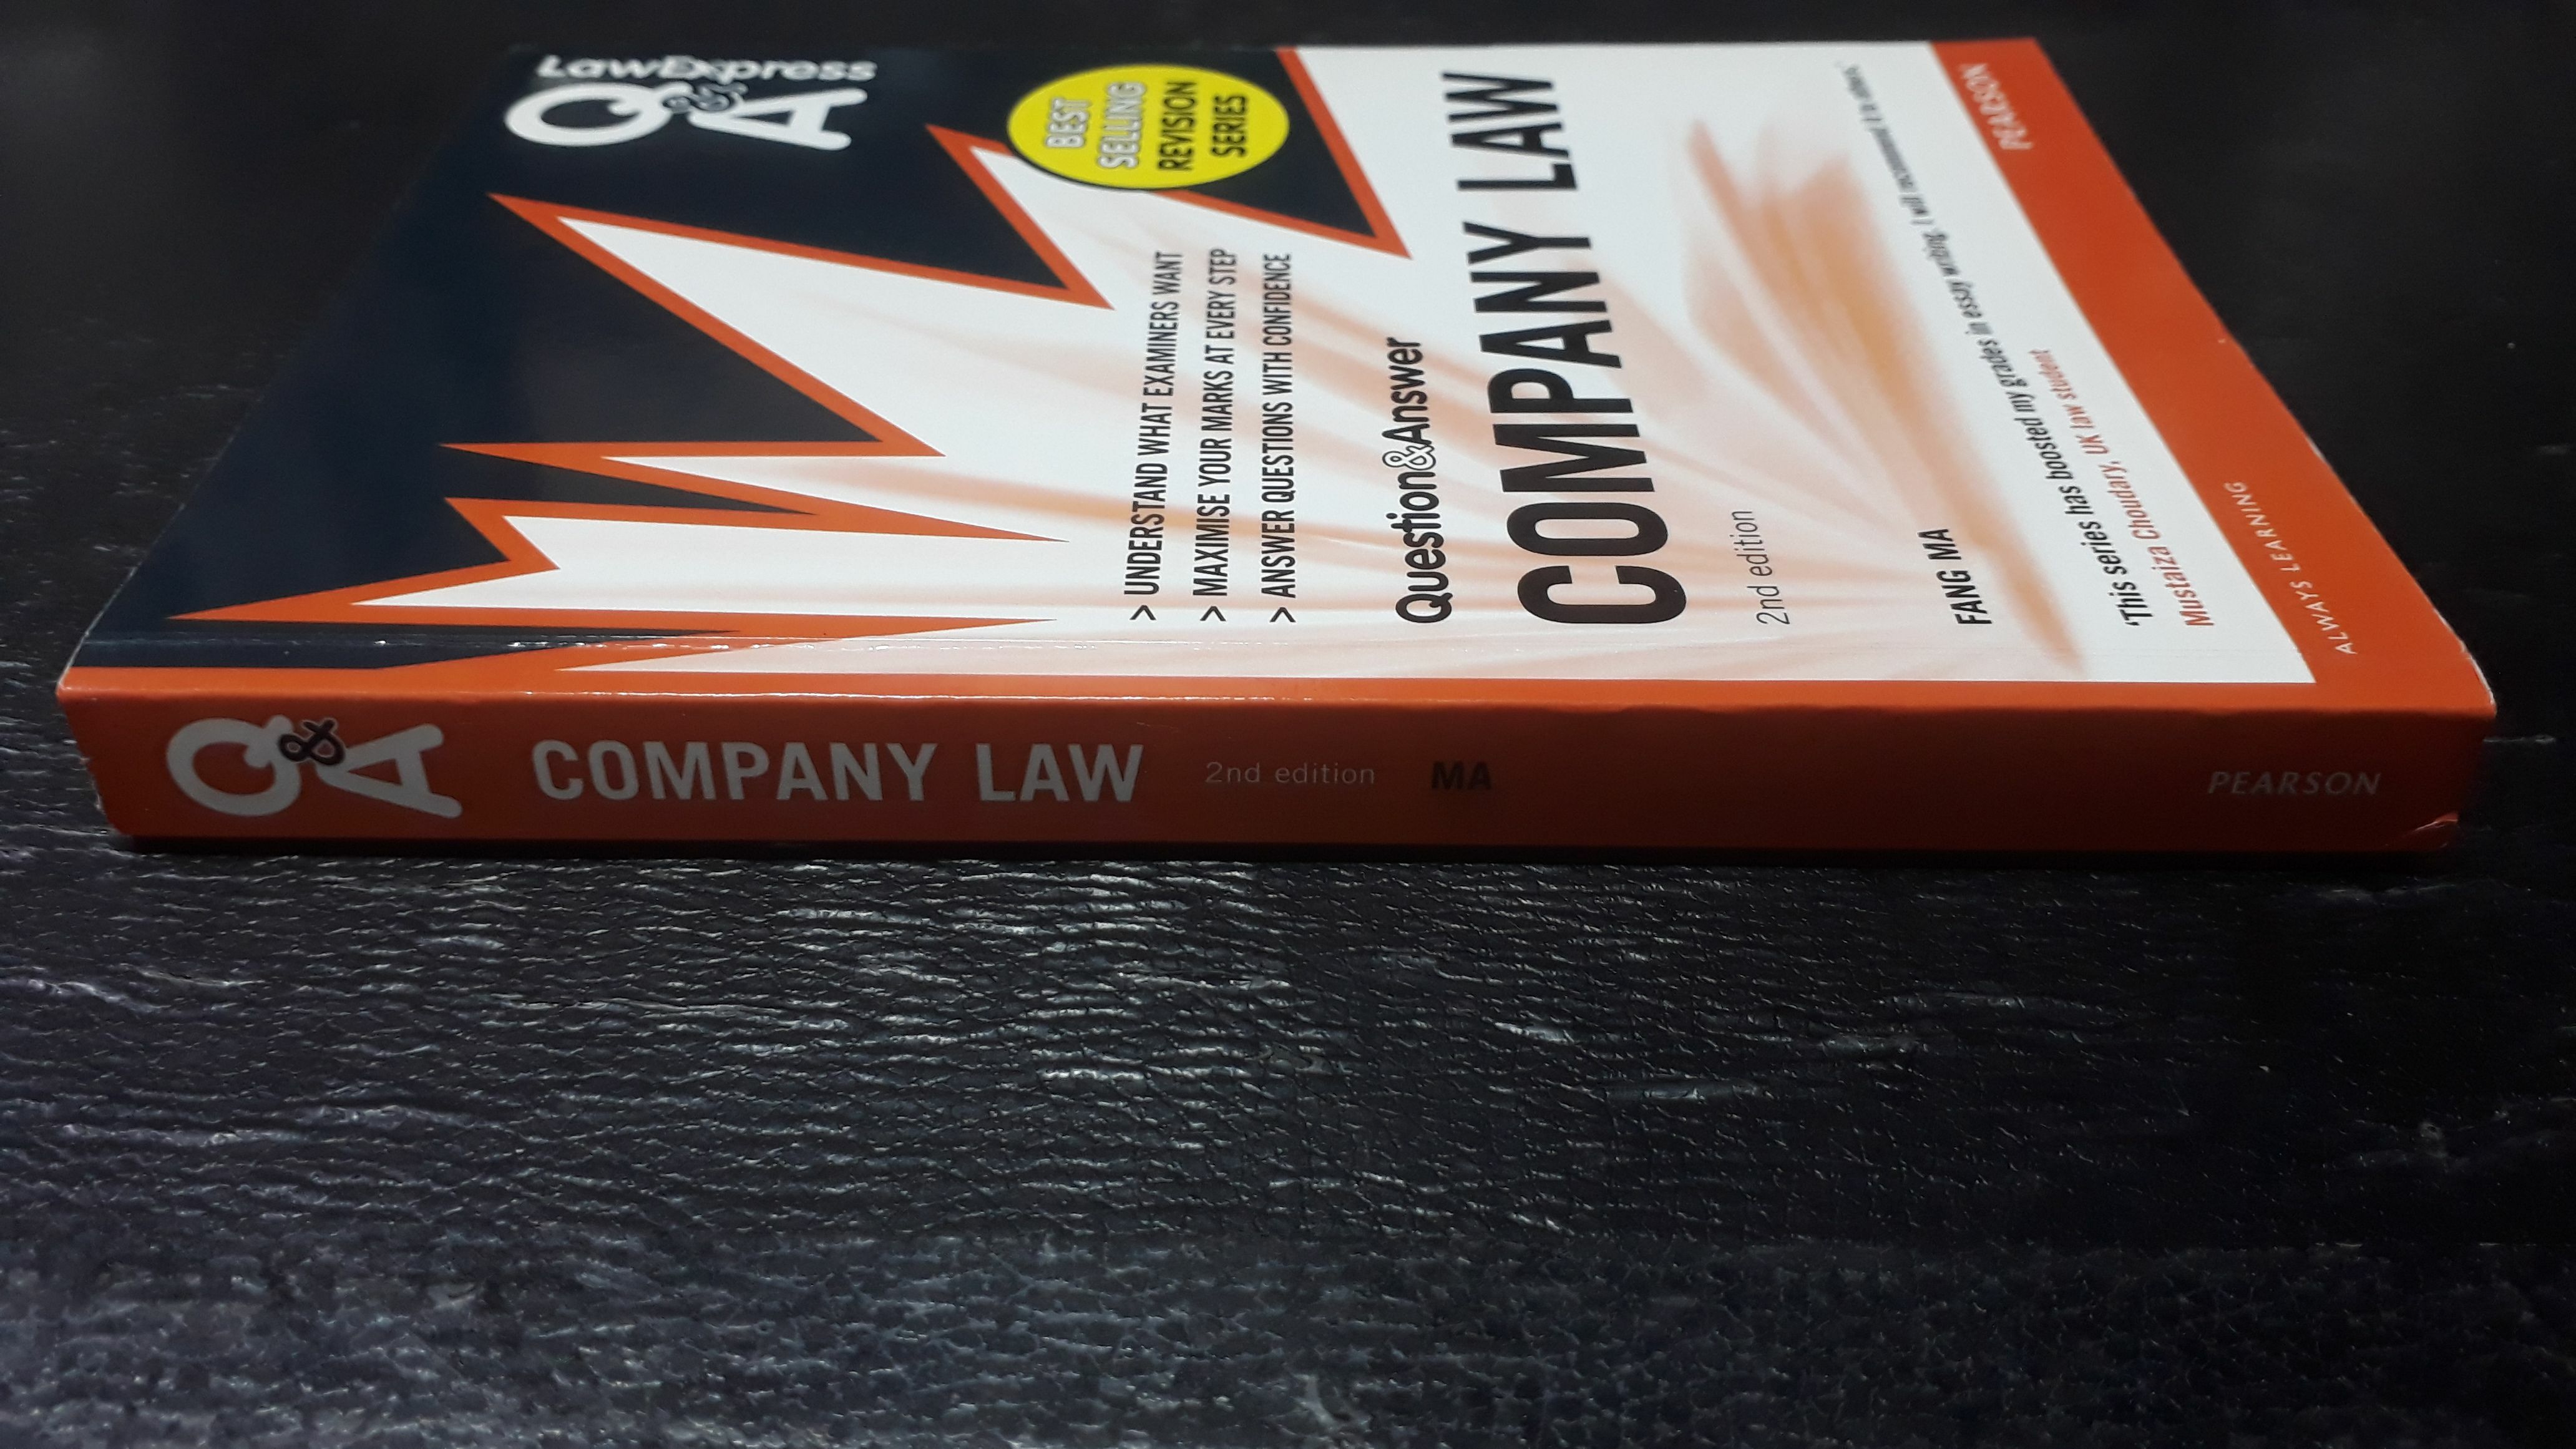 LawExpress
Q&A
BEST
SELLING
REVISION
SERIES
> UNDERSTAND WHAT EXAMINERS WANT
> MAXIMISE YOUR MARKS AT EVERY STEP
> ANSWER QUESTIONS WITH CONFIDENCE
Question&Answer
COMPANY LAW
2nd edition
FANG MA
'This series has boosted my grades in essay writing. I will recommend it to others.'
Mustaiza Choudary, UK law student
ALWAYS LEARNING
PEARSON
Q&A COMPANY LAW 2nd edition MA PEARSON